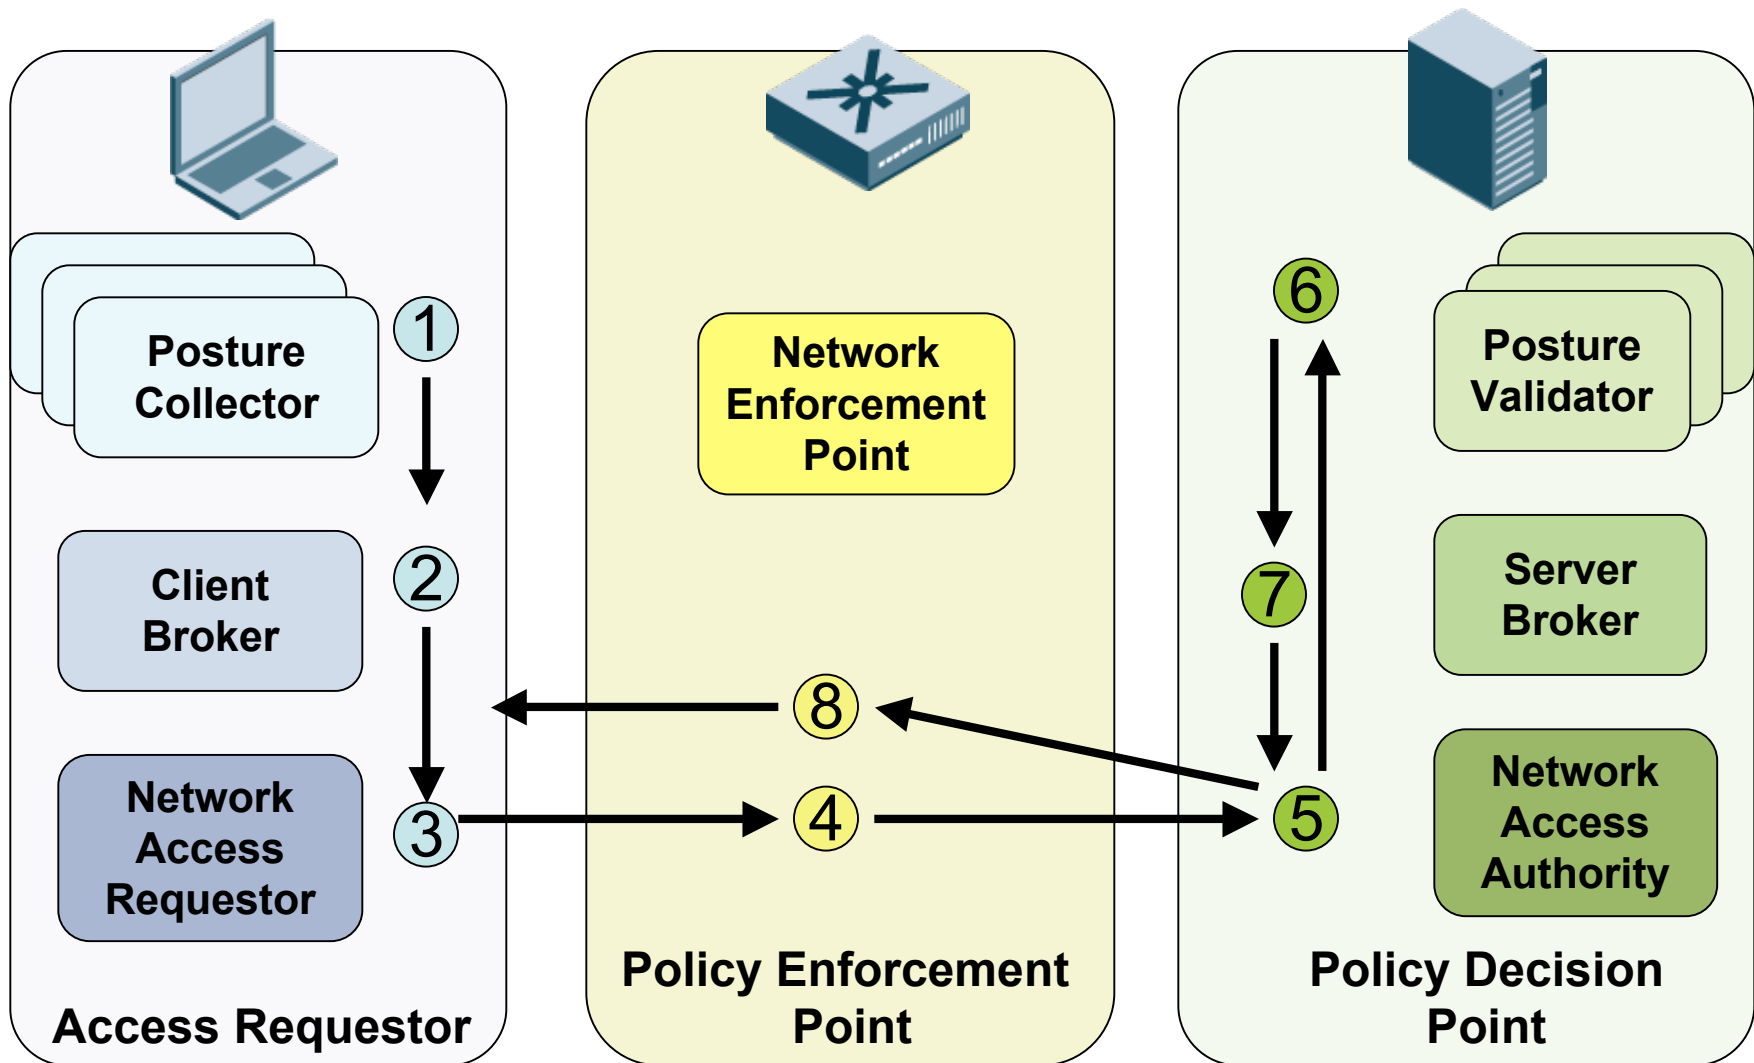 Posture
Collector
1
Client
Broker
2
Network
Access
Requestor
3
Access Requestor
Network
Enforcement
Point
8
4
Policy Enforcement
Point
6
Posture
Validator
7
Server
Broker
5
Network
Access
Authority
Policy Decision
Point